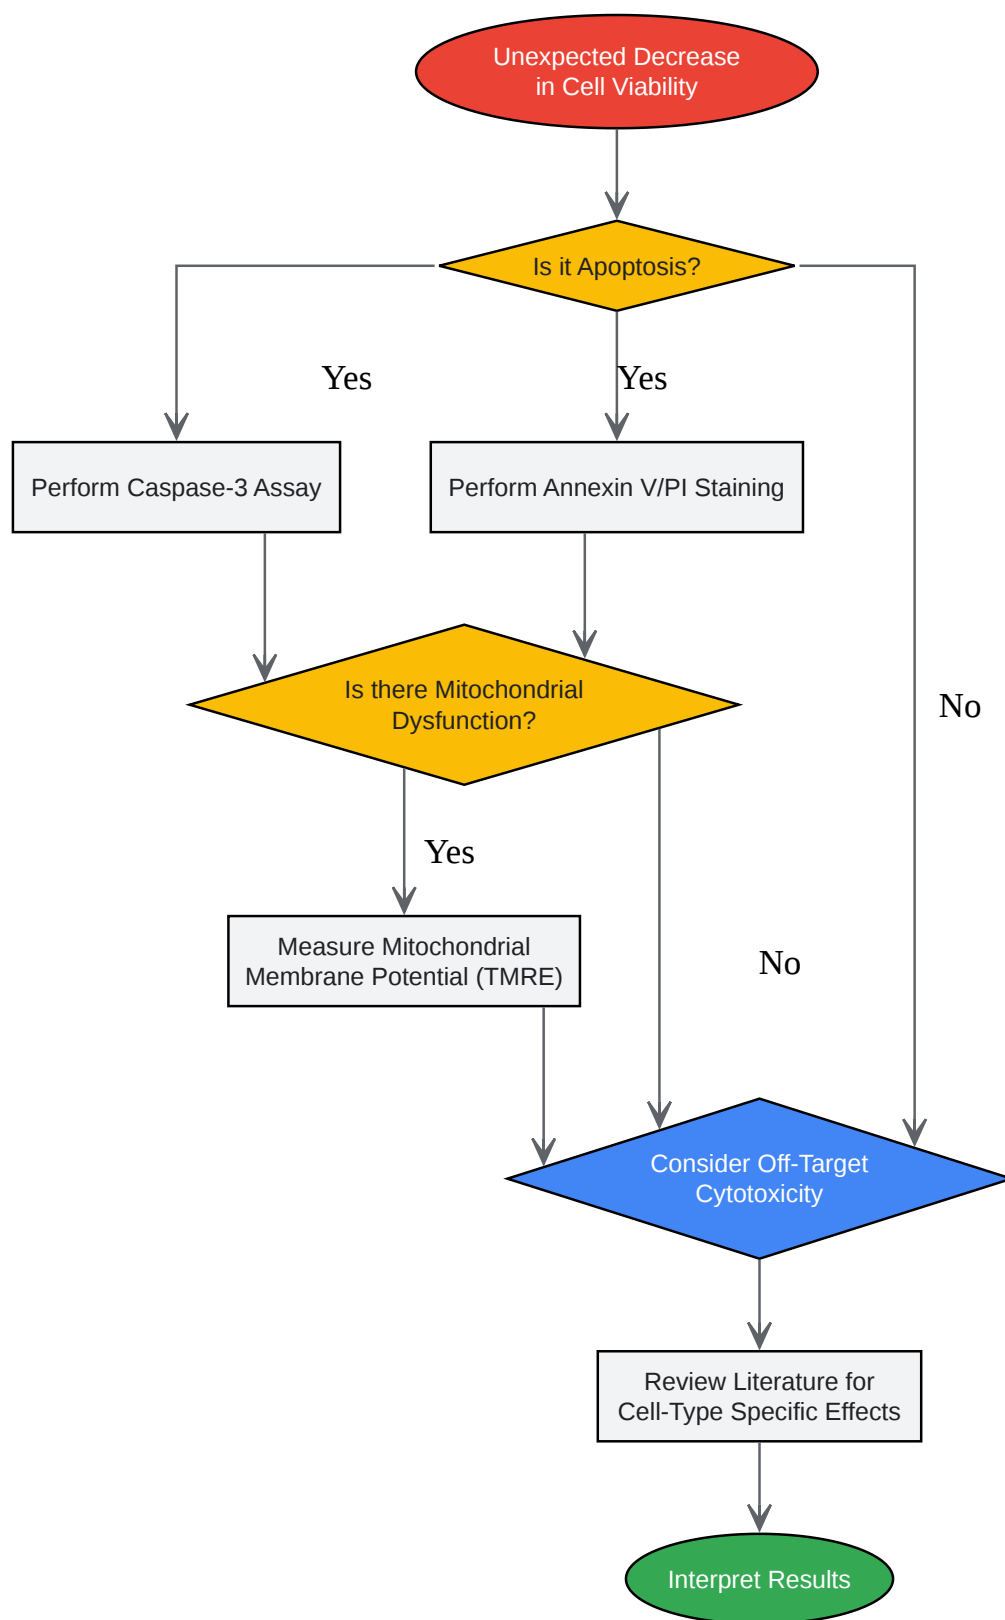 Unexpected Decrease
in Cell Viability
Is it Apoptosis?
Yes
Yes
Perform Caspase-3 Assay
Perform Annexin V/PI Staining
Is there Mitochondrial
Dysfunction?
No
Yes
Measure Mitochondrial
Membrane Potential (TMRE)
No
Consider Off-Target
Cytotoxicity
Review Literature for
Cell-Type Specific Effects
Interpret Results